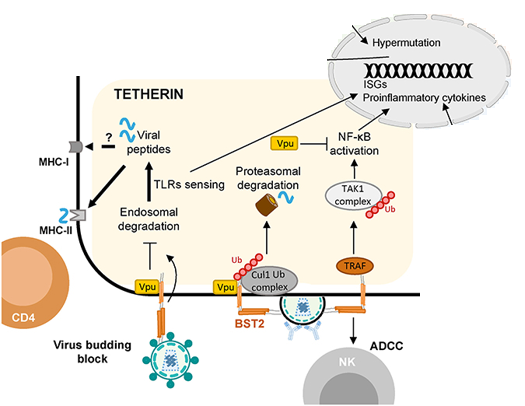 Hypermutation
ISGs
Proinflammatory cytokines
TETHERIN
?
Viral
peptides
MHC-I
MHC-II
TLRs sensing
Endosomal
degradation
Vpu
NF-κB
activation
Proteasomal
degradation
TAK1
complex
Ub
Ub
Cul1 Ub
complex
TRAF
Vpu
Vpu
BST2
CD4
Virus budding
block
ADCC
NK